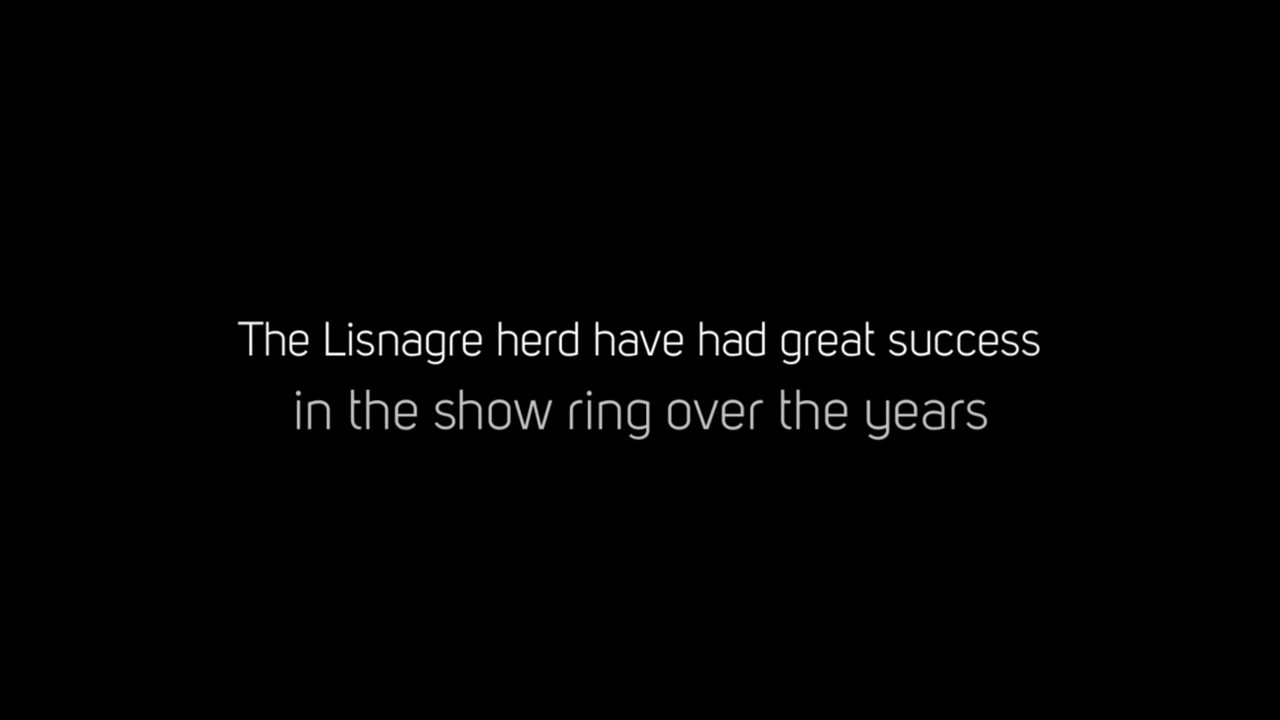 The Lisnagre herd have had great success
in the show ring over the years